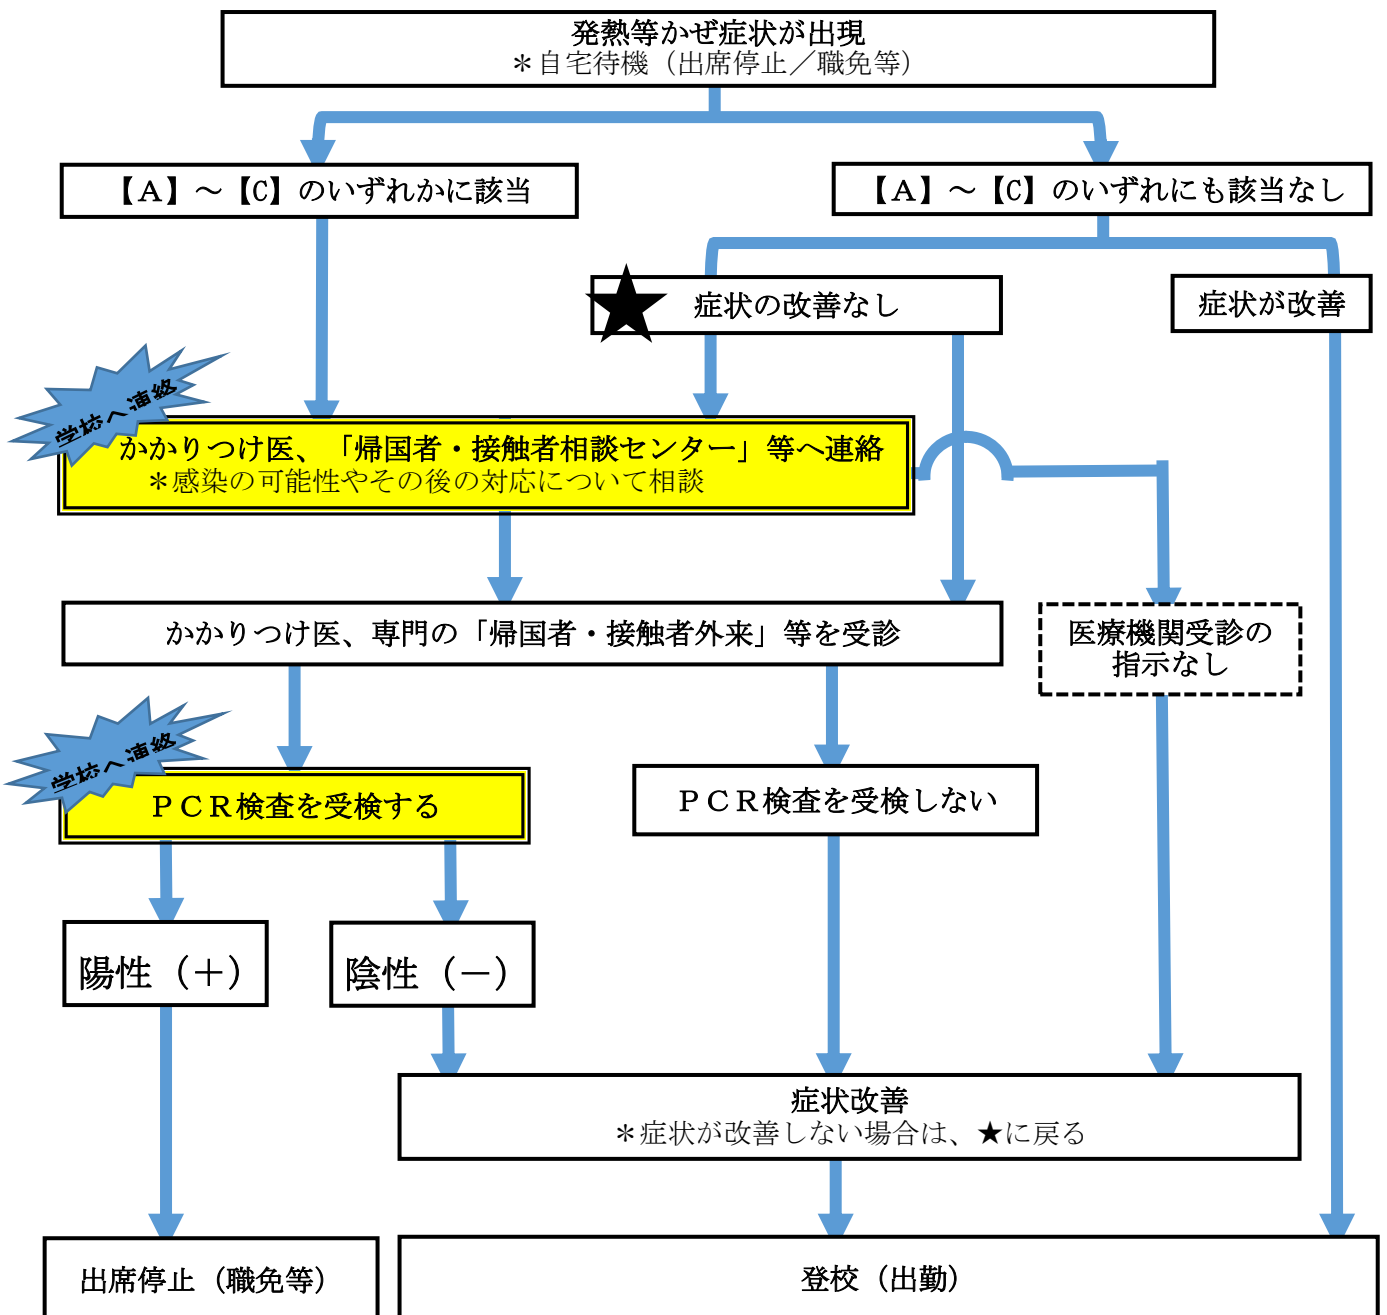 発熱等かぜ症状が出現
＊自宅待機（出席停止／職免等）
【Ａ】～【Ｃ】のいずれかに該当
【Ａ】～【Ｃ】のいずれにも該当なし
★
症状の改善なし
症状が改善
学校へ連絡
かかりつけ医、「帰国者・接触者相談センター」等へ連絡
＊感染の可能性やその後の対応について相談
かかりつけ医、専門の「帰国者・接触者外来」等を受診
医療機関受診の
指示なし
学校へ連絡
ＰＣＲ検査を受検する
ＰＣＲ検査を受検しない
陽性（＋）
陰性（－）
症状改善
＊症状が改善しない場合は、★に戻る
出席停止（職免等）
登校（出勤）